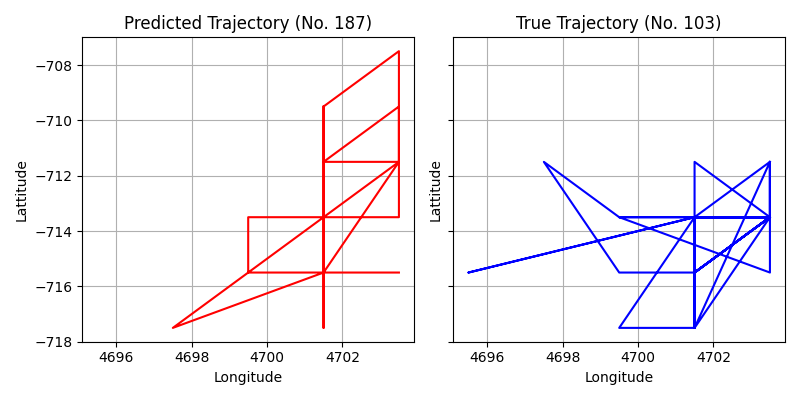 Predicted Trajectory (No. 187)
True Trajectory (No. 103)
Lattitude
−708
−710
−712
−714
−716
−718
4696
4698
4700
4702
Longitude
Lattitude
4696
4698
4700
4702
Longitude